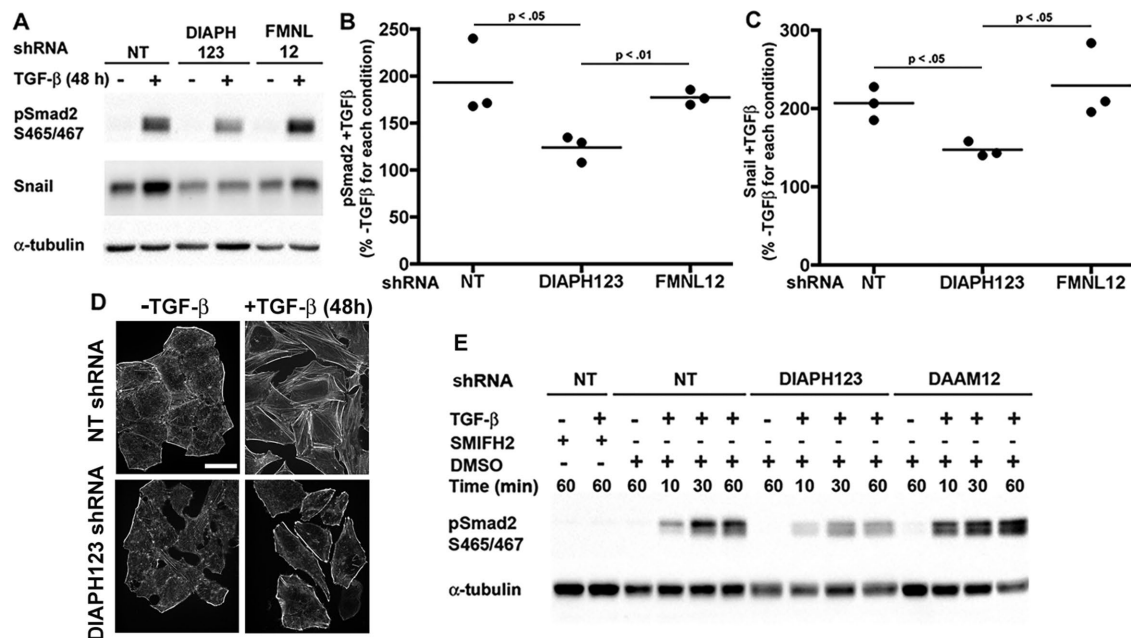 A
shRNA NT DIAPH 123 FMNL 12
TGF-β (48 h) - + - + - +
pSmad2
S465/467
Snail
α-tubulin
B
pSmad2 +TGFβ
(% -TGFβ for each condition)
250
200
150
100
50
0
p < .05
p < .01
shRNA NT DIAPH123 FMNL12
C
Snail +TGFβ
(% -TGFβ for each condition)
300
200
100
0
p < .05
p < .05
shRNA NT DIAPH123 FMNL12
D
-TGF-β +TGF-β (48h)
NT shRNA
DIAPH123 shRNA
E
shRNA NT NT DIAPH123 DAAM12
TGF-β - + - + + + - + + + - + + +
SMIFH2 + + - - - - - - - - - - - -
DMSO - - + + + + + + + + + + + +
Time (min) 60 60 60 10 30 60 60 10 30 60 60 10 30 60
pSmad2
S465/467
α-tubulin